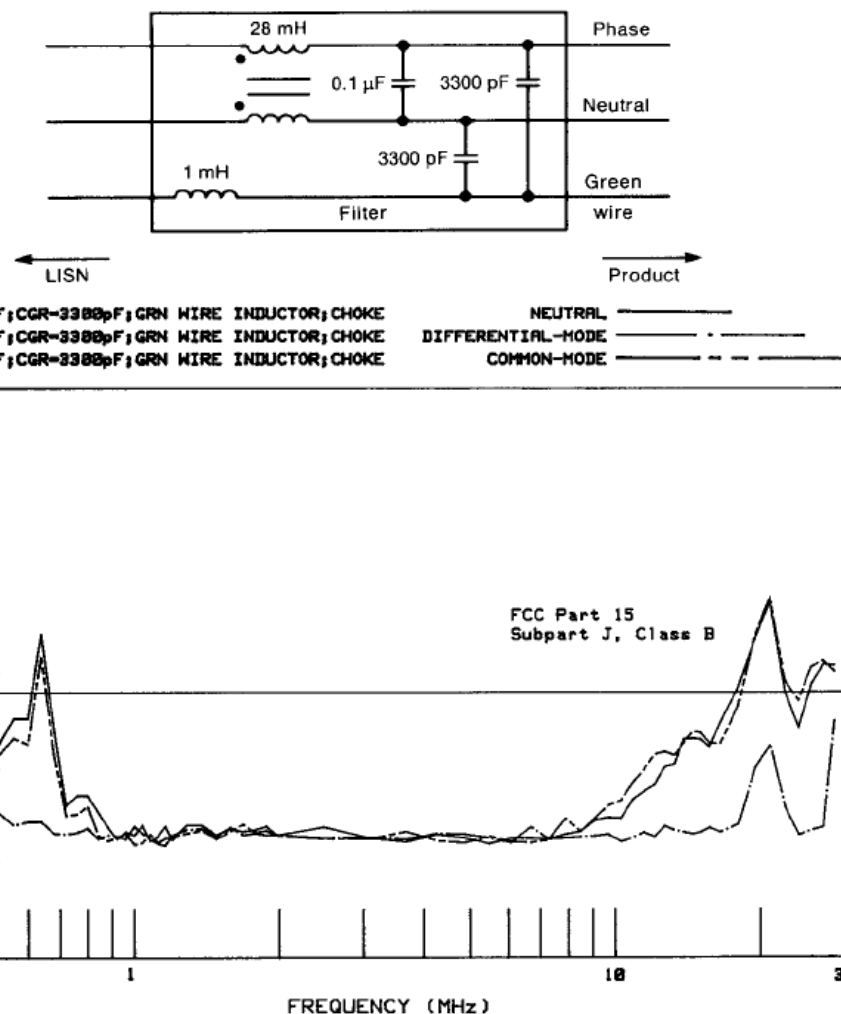 28 mH
Phase
0.1 µF
3300 pF
Neutral
3300 pF
1 mH
Green
wire
Filter
LISN
Product
CGR=3300pF;GRN WIRE INDUCTOR;CHOKE NEUTRAL
CGR=3300pF;GRN WIRE INDUCTOR;CHOKE DIFFERENTIAL-MODE
CGR=3300pF;GRN WIRE INDUCTOR;CHOKE COMMON-MODE
FCC Part 15
Subpart J, Class B
1 10 3
FREQUENCY (MHz)